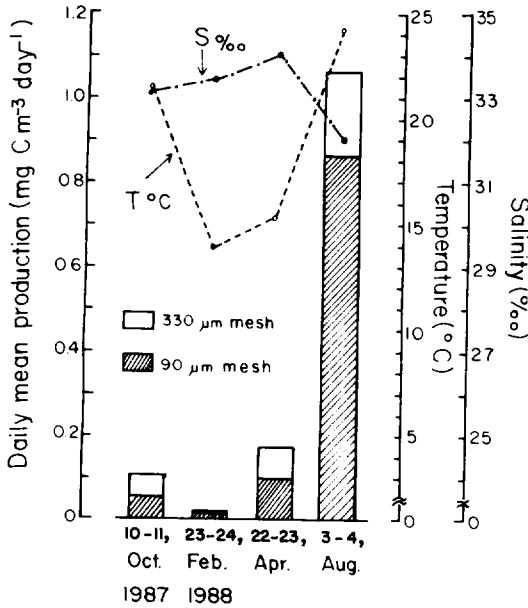 Daily mean production (mg C m⁻³ day⁻¹)
1.2
1.0
0.8
0.6
0.4
0.2
0
S‰
T°C
330 µm mesh
90 µm mesh
25
20
15
10
5
0
Temperature (°C)
35
33
31
29
27
25
0
Salinity (‰)
10-11, 23-24, 22-23, 3-4,
Oct. Feb. Apr. Aug.
1987 1988